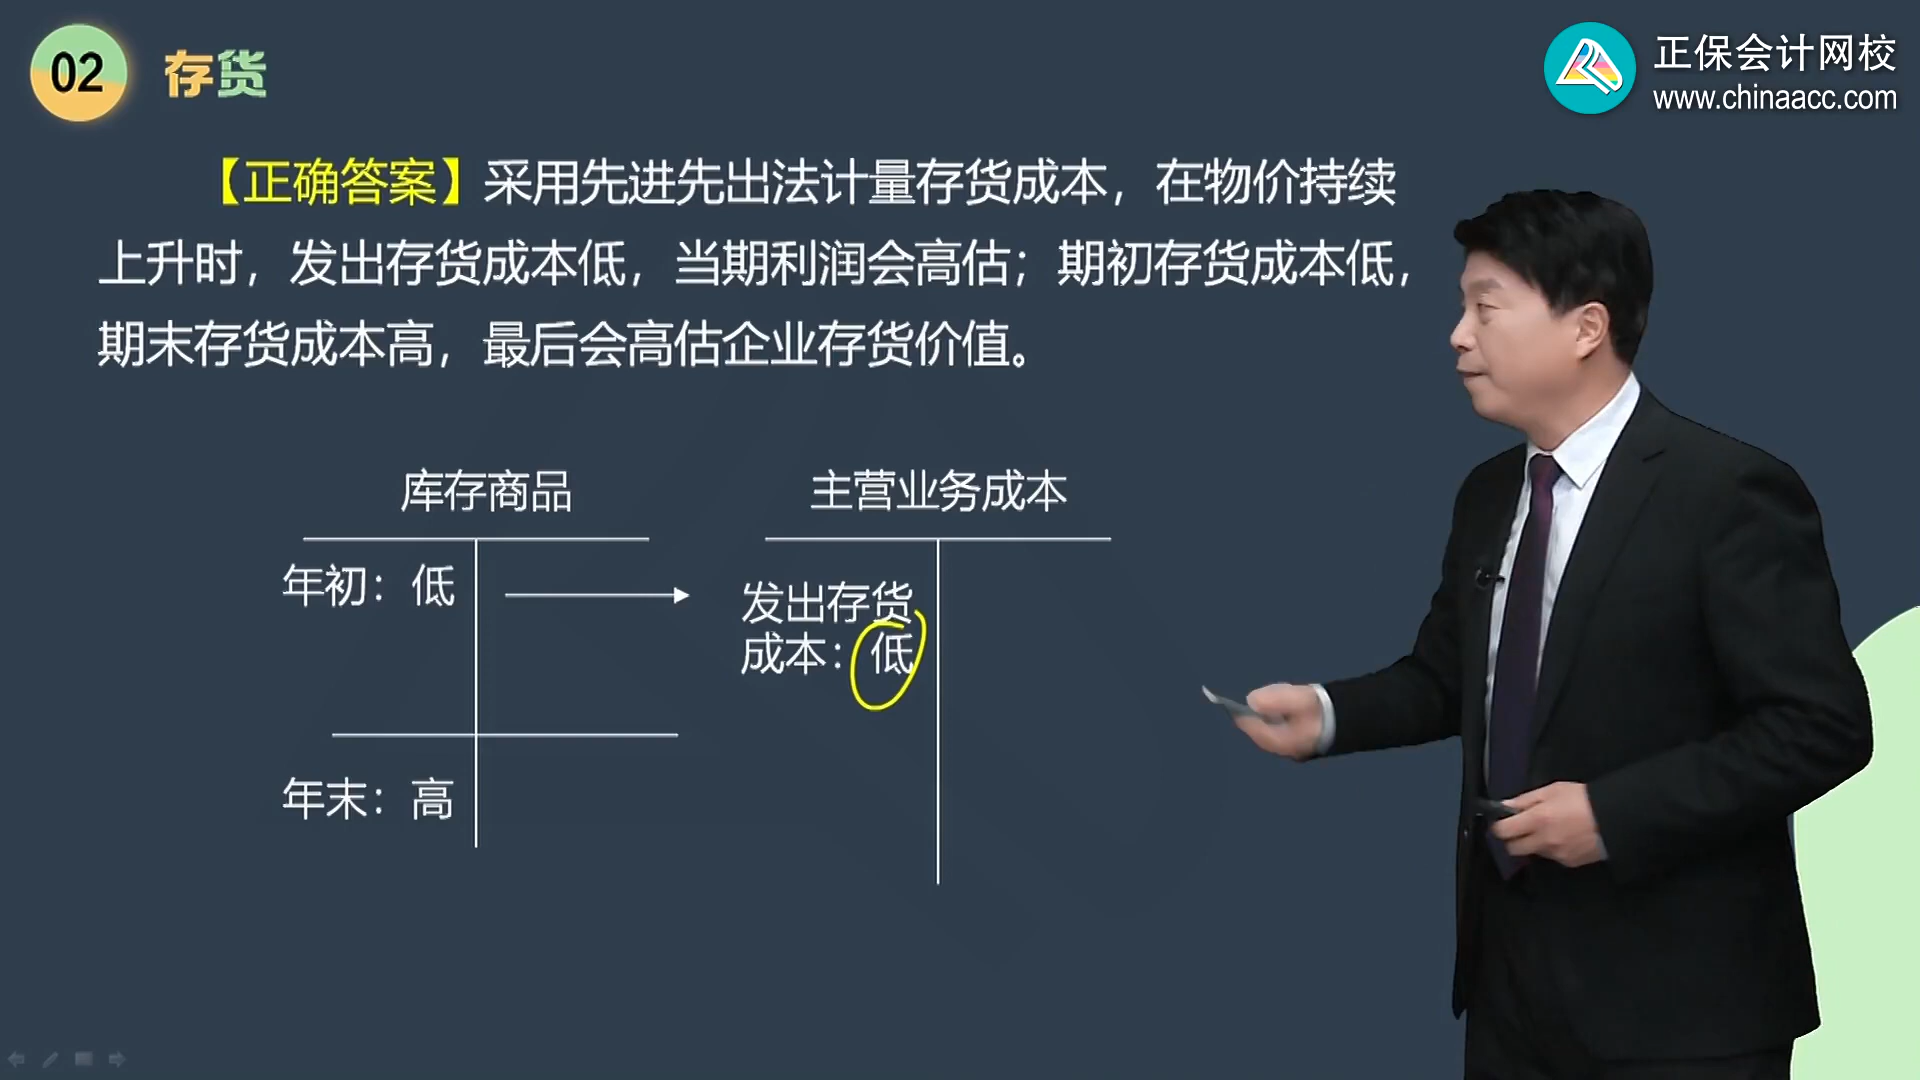 02 存货
正保会计网校
www.chinaacc.com
【正确答案】采用先进先出法计量存货成本，在物价持续
上升时，发出存货成本低，当期利润会高估；期初存货成本低，
期末存货成本高，最后会高估企业存货价值。
库存商品
年初：低
年末：高
主营业务成本
发出存货
成本：低